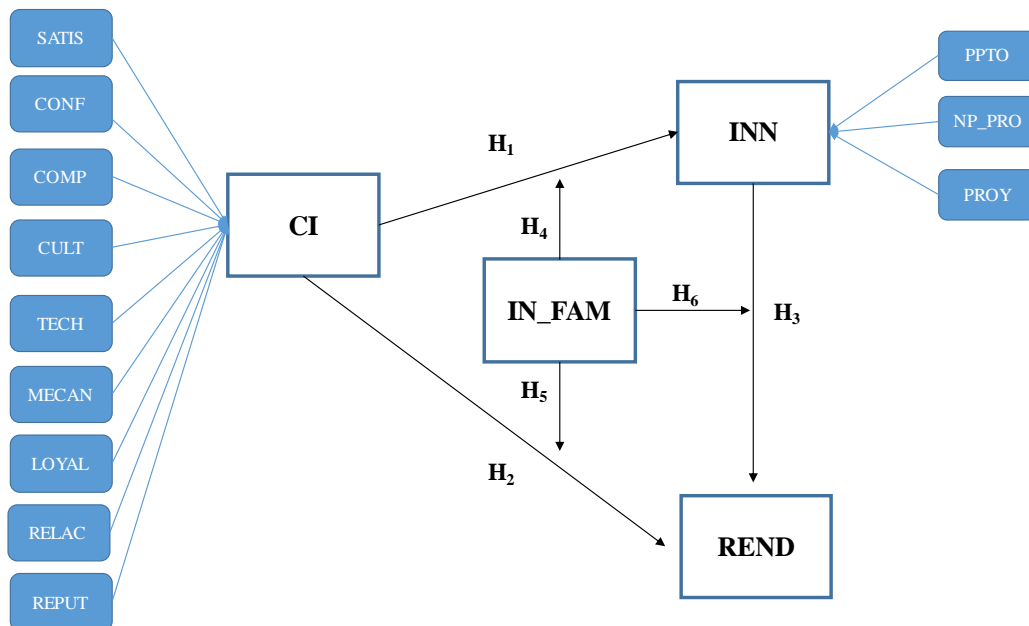 SATIS
CONF
COMP
CULT
TECH
MECAN
LOYAL
RELAC
REPUT
CI
H₁
H₂
IN_FAM
H₄
H₅
H₆
INN
H₃
REND
PPTO
NP_PRO
PROY